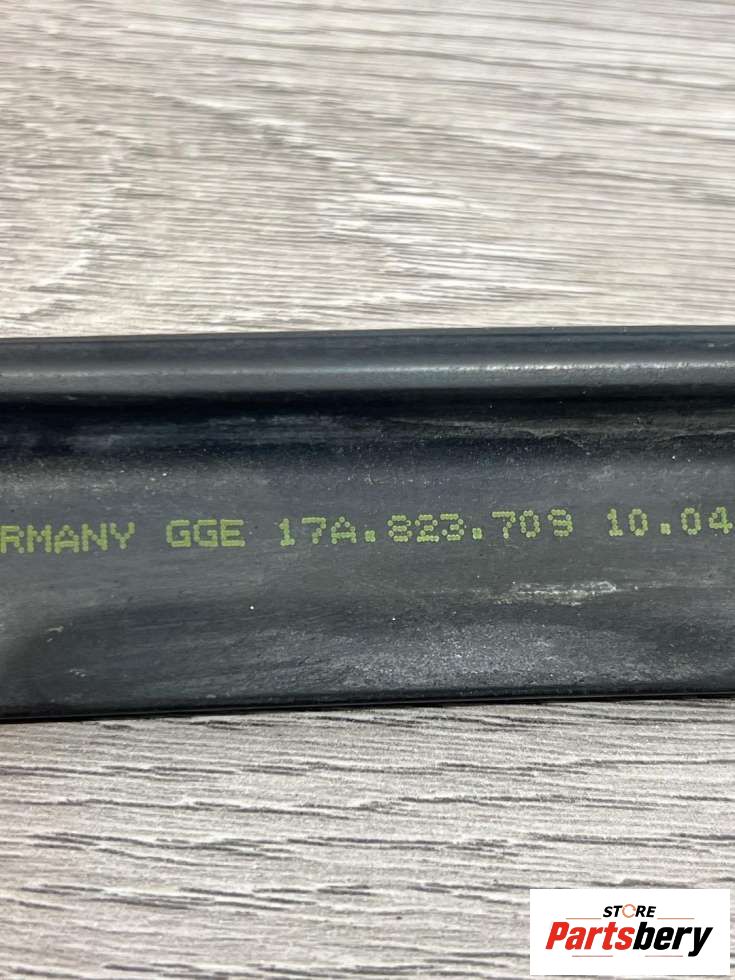 RMANY GGE 17A.823.709 10.04
STORE
Partsbery